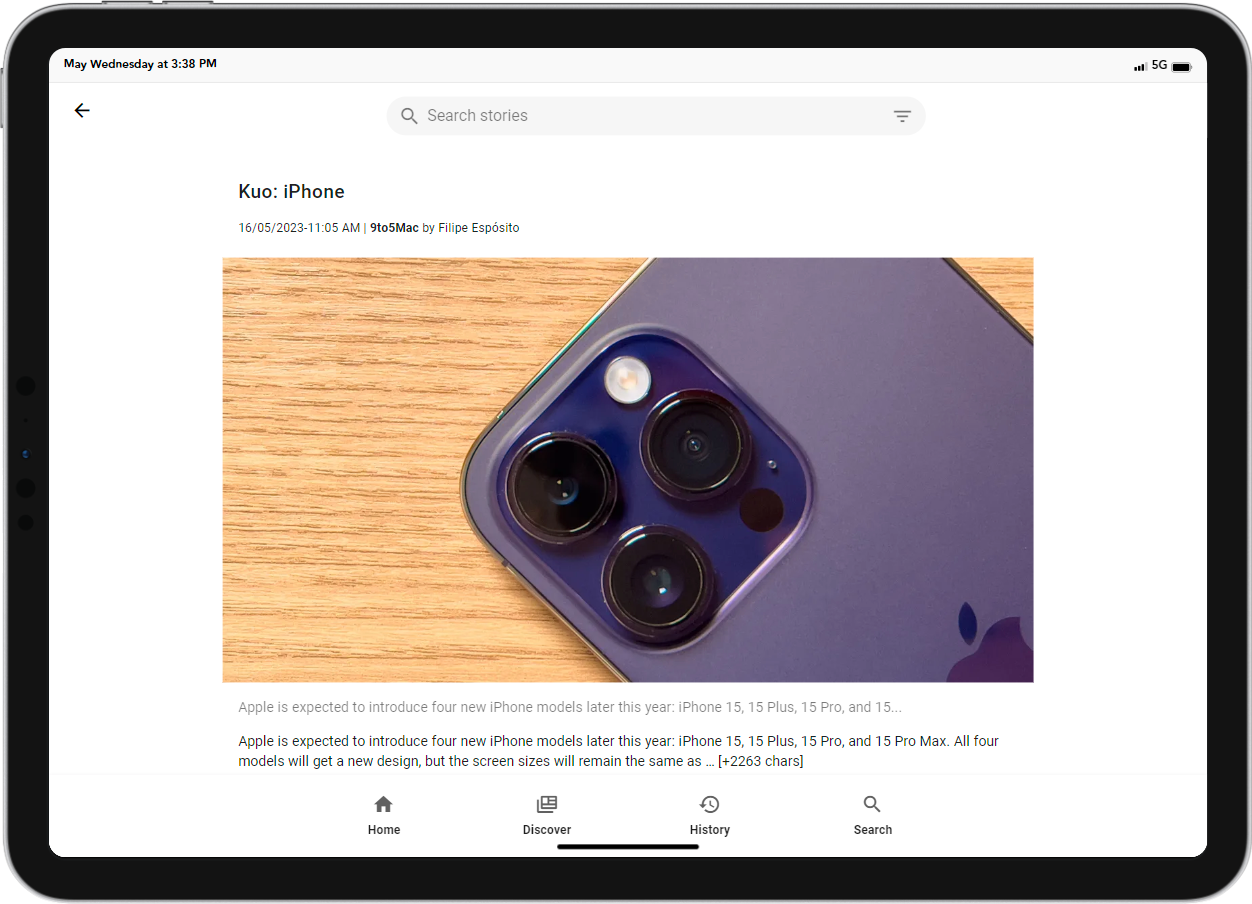 May Wednesday at 3:38 PM
5G
Search stories
Kuo: iPhone
16/05/2023-11:05 AM | 9to5Mac by Filipe Espósito
Apple is expected to introduce four new iPhone models later this year: iPhone 15, 15 Plus, 15 Pro, and 15...
Apple is expected to introduce four new iPhone models later this year: iPhone 15, 15 Plus, 15 Pro, and 15 Pro Max. All four
models will get a new design, but the screen sizes will remain the same as … [+2263 chars]
Home
Discover
History
Search